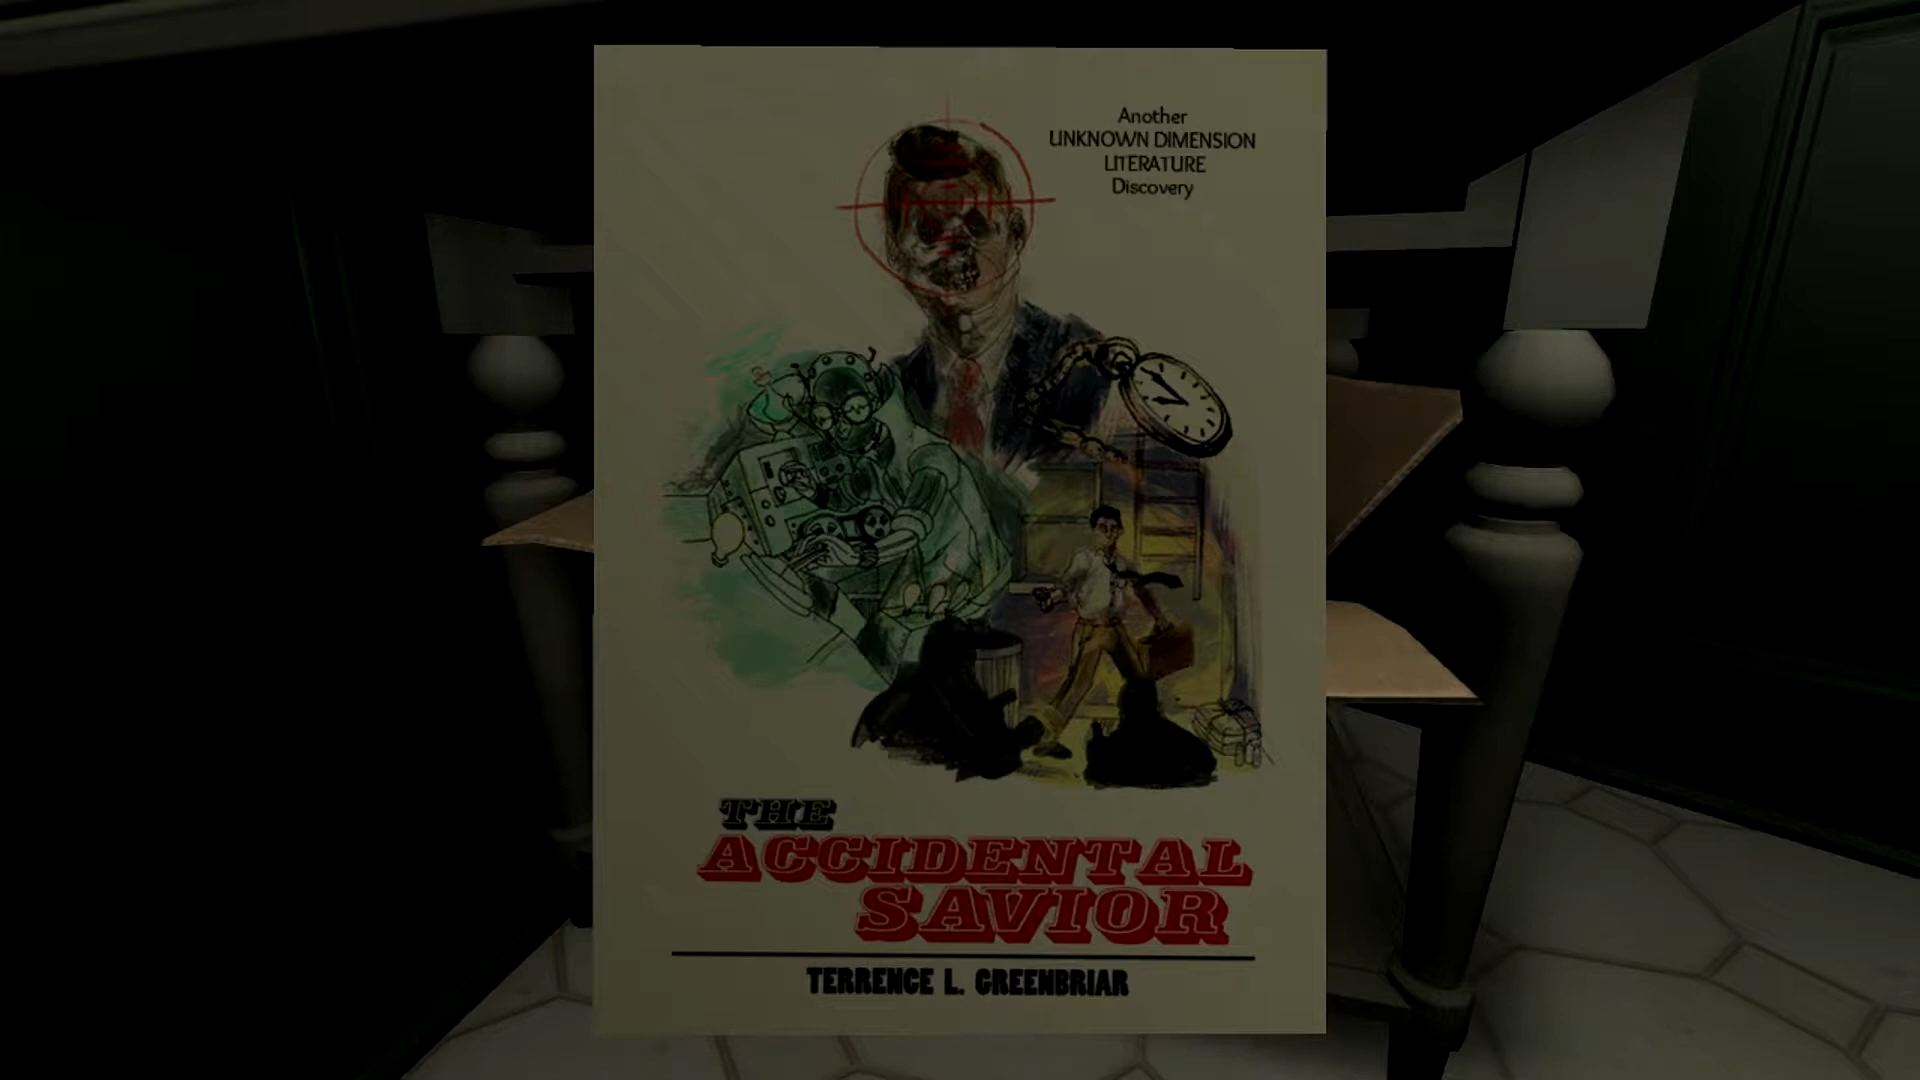 Another
UNKNOWN DIMENSION
LITERATURE
Discovery
THE
ACCIDENTAL
SAVIOR
TERRENCE L. GREENBRIAR